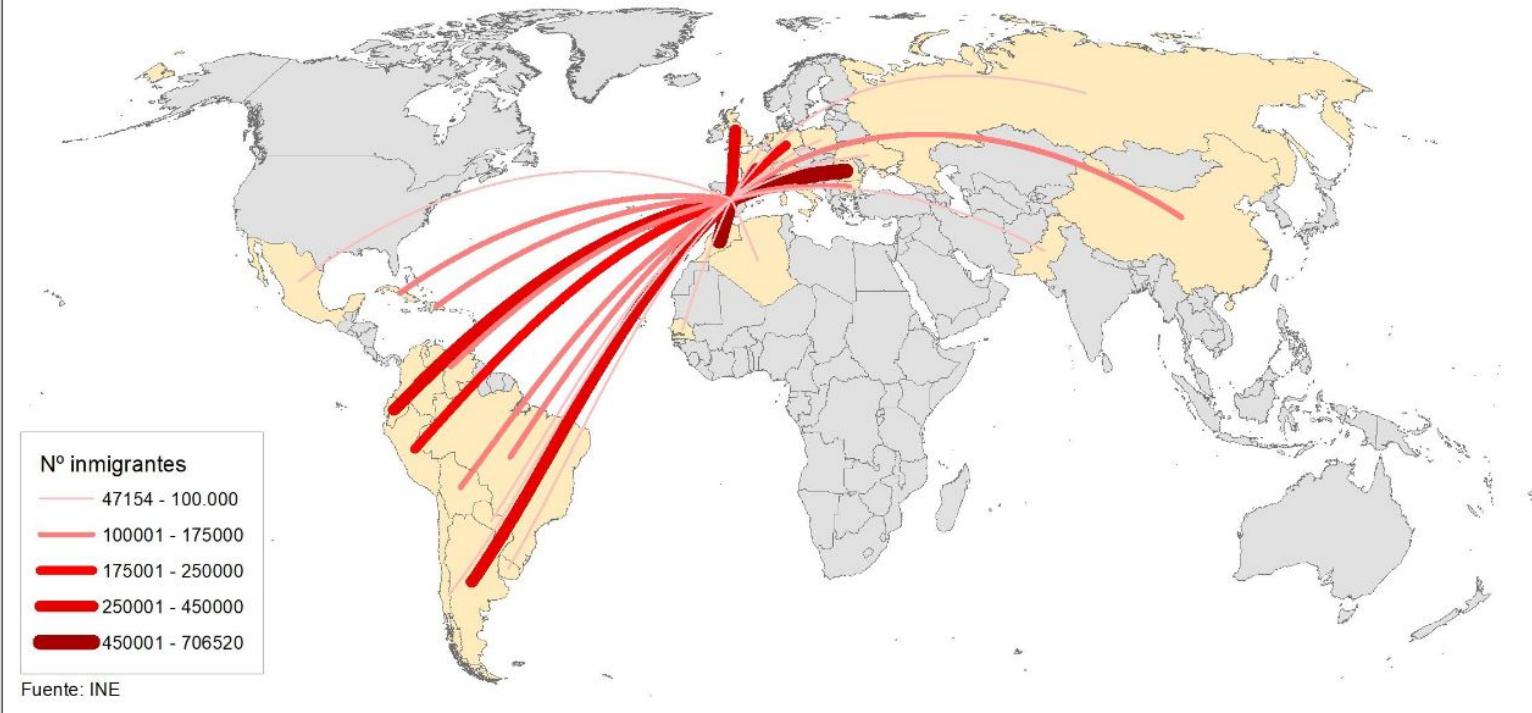 Nº inmigrantes
47154 - 100.000
100001 - 175000
175001 - 250000
250001 - 450000
450001 - 706520
Fuente: INE